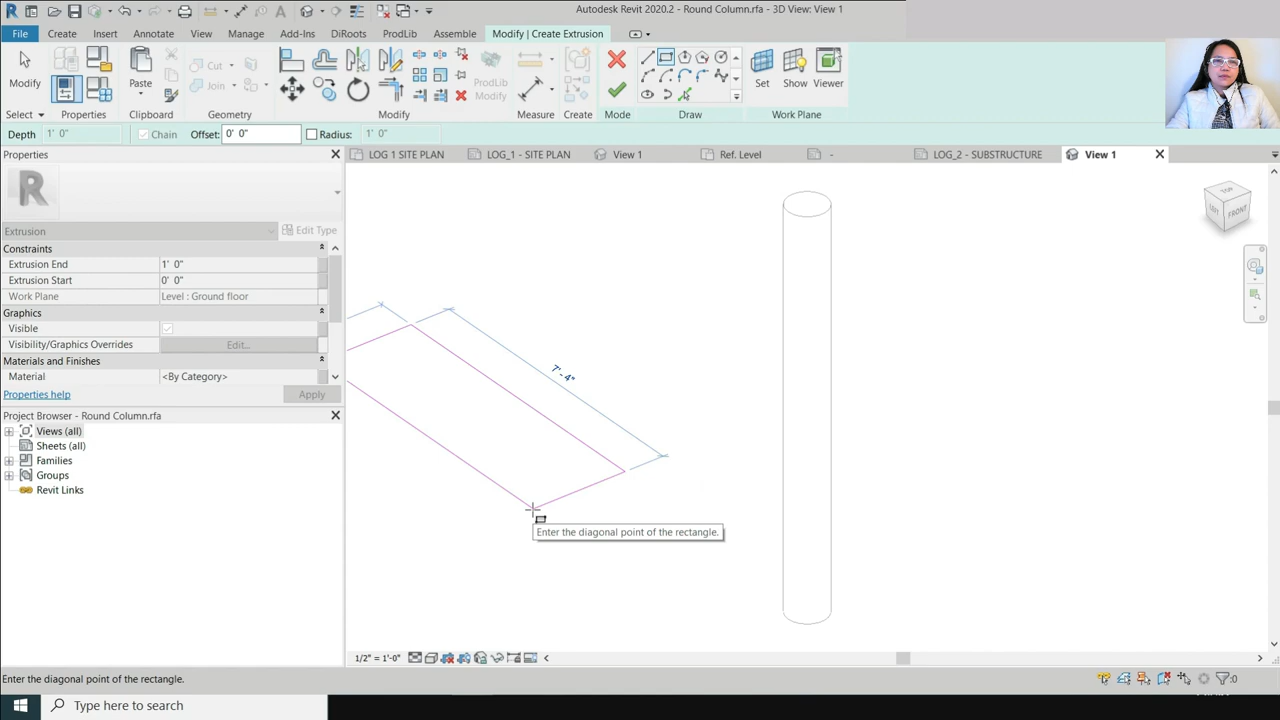 Autodesk Revit 2020.2 - Round Column.rfa - 3D View: View 1
File Create Insert Annotate View Manage Add-Ins DiRoots ProdLib Assemble Modify | Create Extrusion
Modify Paste Cut Join ProdLib Modify Create Set Show Viewer
Select Properties Clipboard Geometry Modify Measure Create Mode Draw Work Plane
Depth 1' 0" Chain Offset: 0' 0" Radius: 1' 0"
Properties
LOG 1 SITE PLAN LOG_1 - SITE PLAN View 1 Ref. Level - LOG_2 - SUBSTRUCTURE View 1
Extrusion Edit Type
Constraints
Extrusion End 1' 0"
Extrusion Start 0' 0"
Work Plane Level : Ground floor
Graphics
Visible
Visibility/Graphics Overrides Edit...
Materials and Finishes
Material <By Category>
Properties help Apply
Project Browser - Round Column.rfa
Views (all)
Sheets (all)
Families
Groups
Revit Links
TOP
LEFT FRONT
7' - 4"
Enter the diagonal point of the rectangle.
1/2" = 1'-0"
Enter the diagonal point of the rectangle.
:0
Type here to search